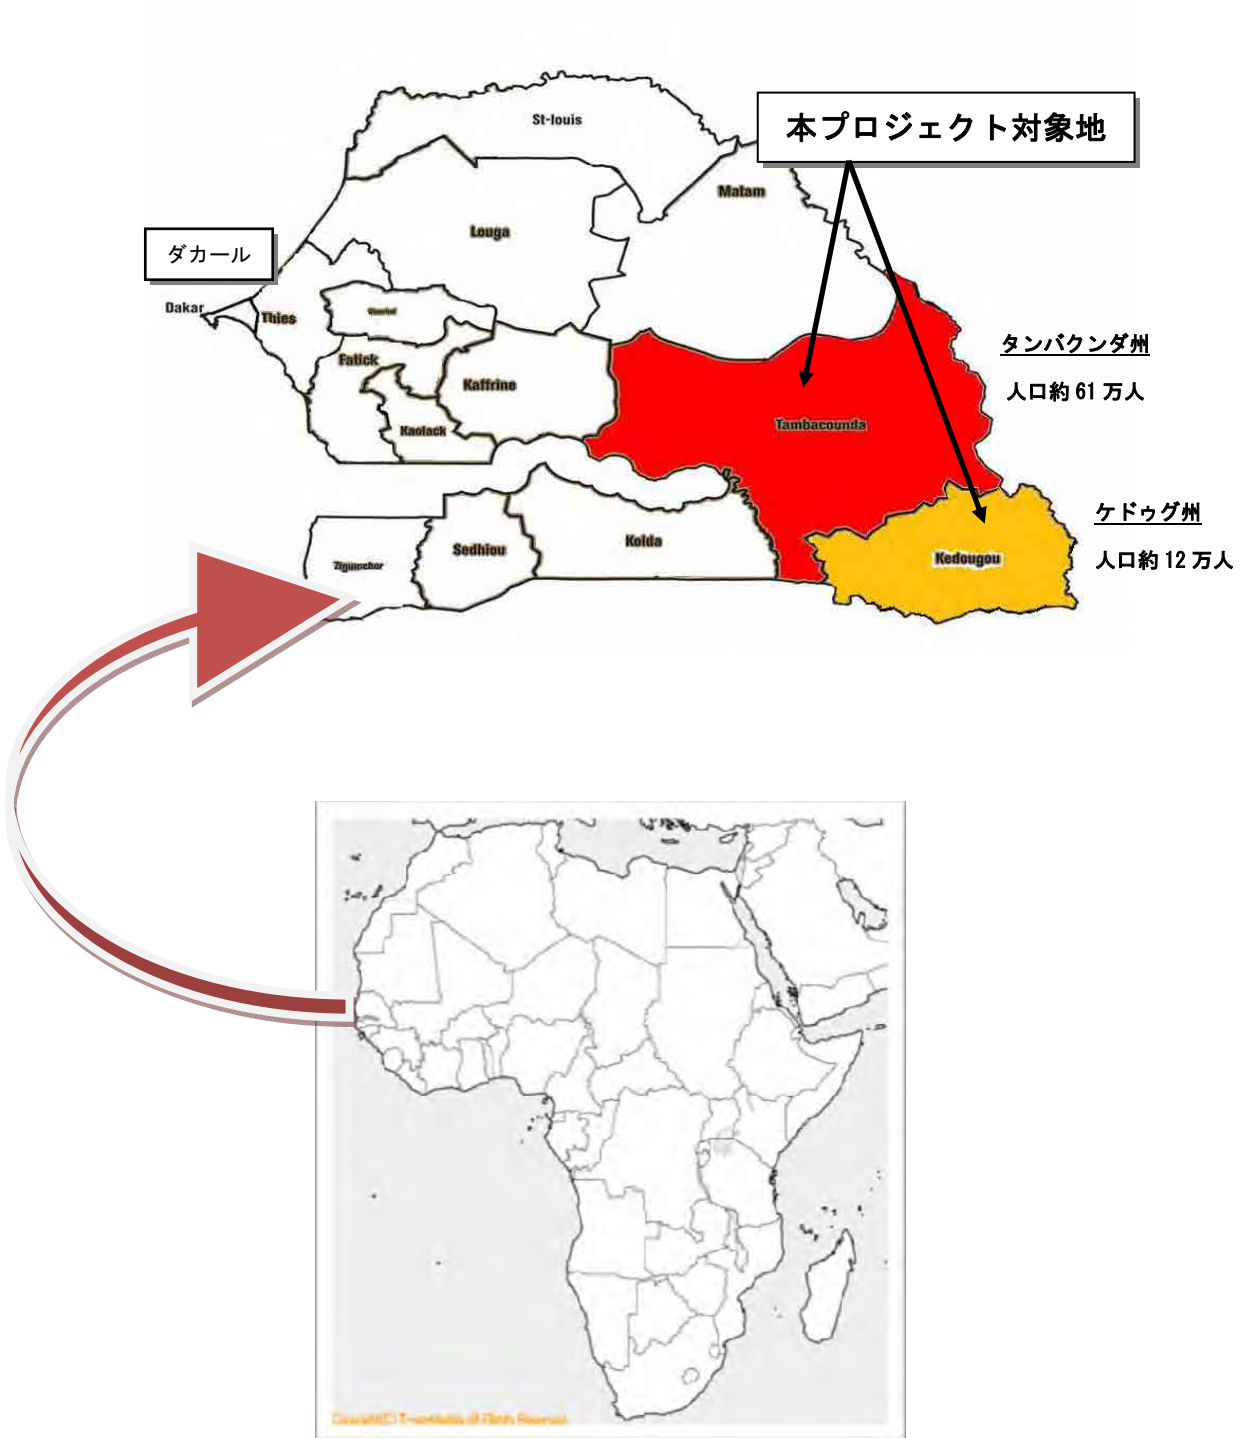 St-louis
本プロジェクト対象地
Matam
Louga
ダカール
Dakar
Thies
タンバクンダ州
Fatick
人口約 61 万人
Kaffrine
Tambacounda
Kaolack
ケドゥグ州
Kolda
Sedhiou
Kedougou
人口約 12 万人
Ziguinchor